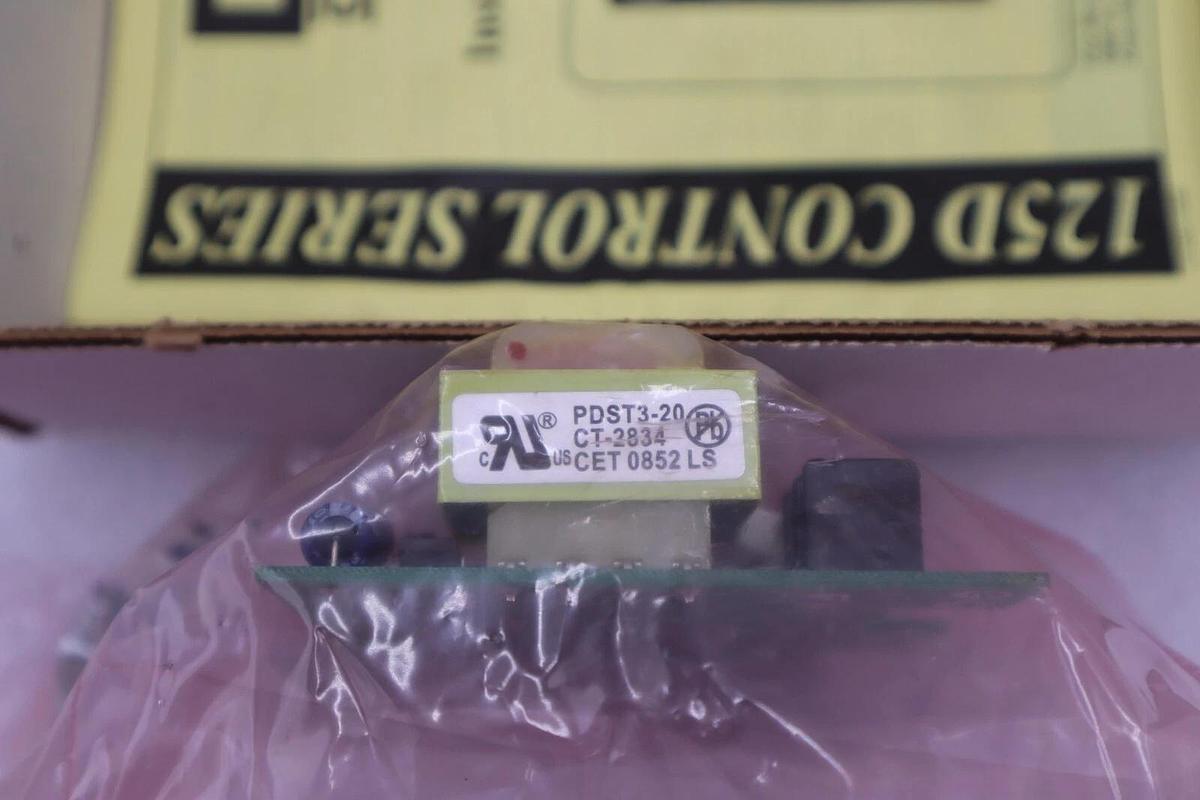 125D CONTROL SERIES
PDST3-20
CT-2834
CET 0852 LS
C
US
®
Pb